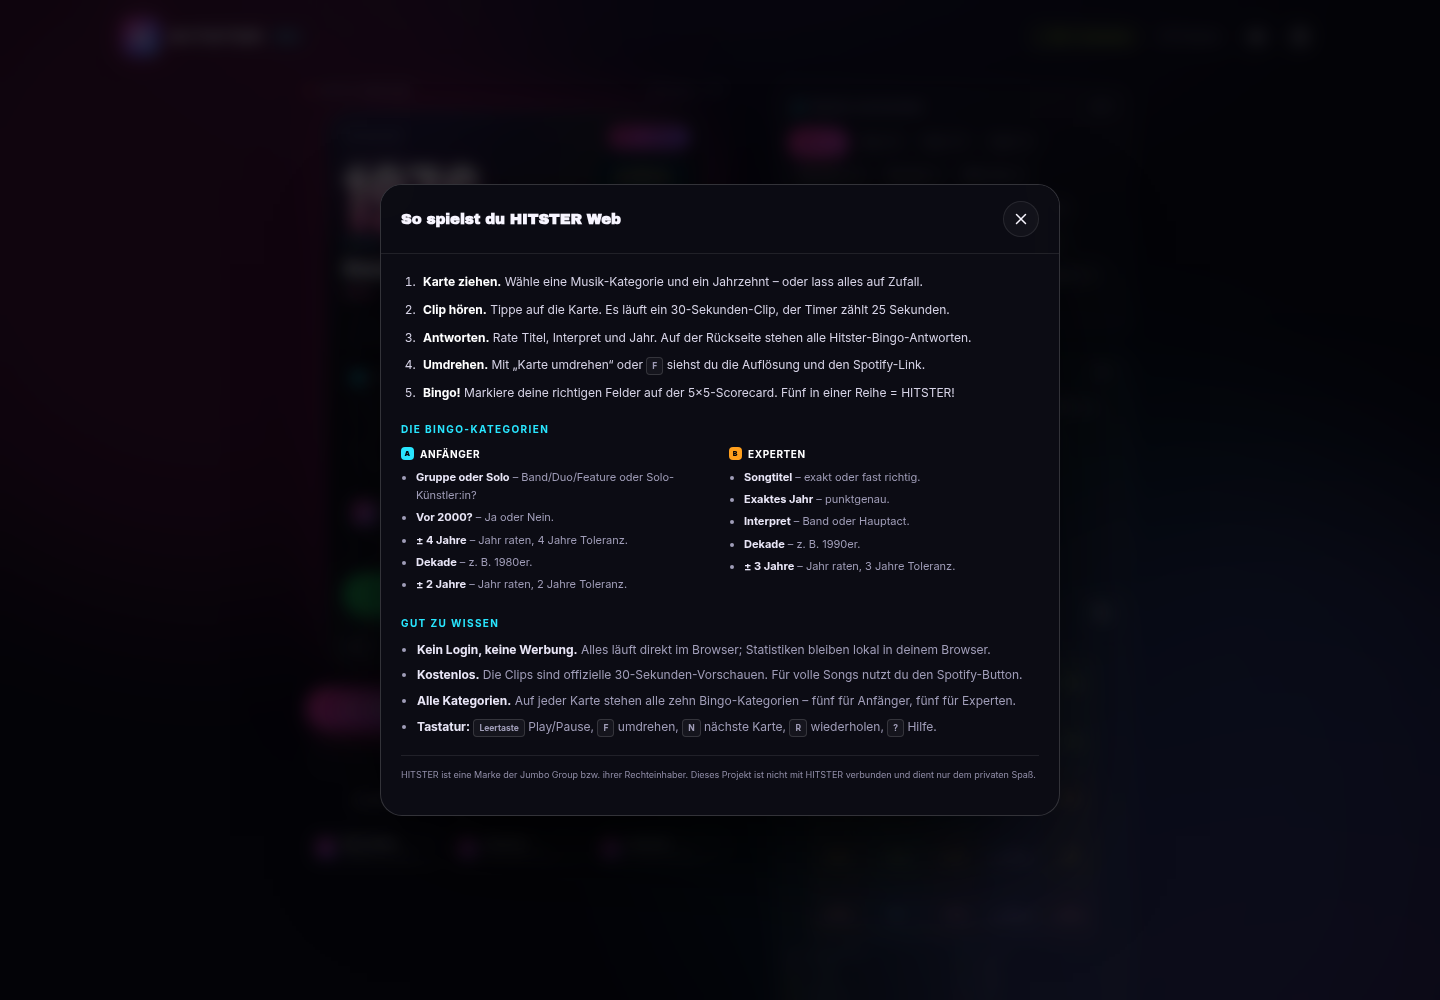 So spielst du HITSTER Web
1. Karte ziehen. Wähle eine Musik-Kategorie und ein Jahrzehnt – oder lass alles auf Zufall.
2. Clip hören. Tippe auf die Karte. Es läuft ein 30-Sekunden-Clip, der Timer zählt 25 Sekunden.
3. Antworten. Rate Titel, Interpret und Jahr. Auf der Rückseite stehen alle Hitster-Bingo-Antworten.
4. Umdrehen. Mit „Karte umdrehen“ oder F siehst du die Auflösung und den Spotify-Link.
5. Bingo! Markiere deine richtigen Felder auf der 5×5-Scorecard. Fünf in einer Reihe = HITSTER!
DIE BINGO-KATEGORIEN
A ANFÄNGER
• Gruppe oder Solo – Band/Duo/Feature oder Solo-
Künstler:in?
• Vor 2000? – Ja oder Nein.
• ± 4 Jahre – Jahr raten, 4 Jahre Toleranz.
• Dekade – z. B. 1980er.
• ± 2 Jahre – Jahr raten, 2 Jahre Toleranz.
B EXPERTEN
• Songtitel – exakt oder fast richtig.
• Exaktes Jahr – punktgenau.
• Interpret – Band oder Hauptact.
• Dekade – z. B. 1990er.
• ± 3 Jahre – Jahr raten, 3 Jahre Toleranz.
GUT ZU WISSEN
• Kein Login, keine Werbung. Alles läuft direkt im Browser; Statistiken bleiben lokal in deinem Browser.
• Kostenlos. Die Clips sind offizielle 30-Sekunden-Vorschauen. Für volle Songs nutzt du den Spotify-Button.
• Alle Kategorien. Auf jeder Karte stehen alle zehn Bingo-Kategorien – fünf für Anfänger, fünf für Experten.
• Tastatur: Leertaste Play/Pause, F umdrehen, N nächste Karte, R wiederholen, ? Hilfe.
HITSTER ist eine Marke der Jumbo Group bzw. ihrer Rechteinhaber. Dieses Projekt ist nicht mit HITSTER verbunden und dient nur dem privaten Spaß.